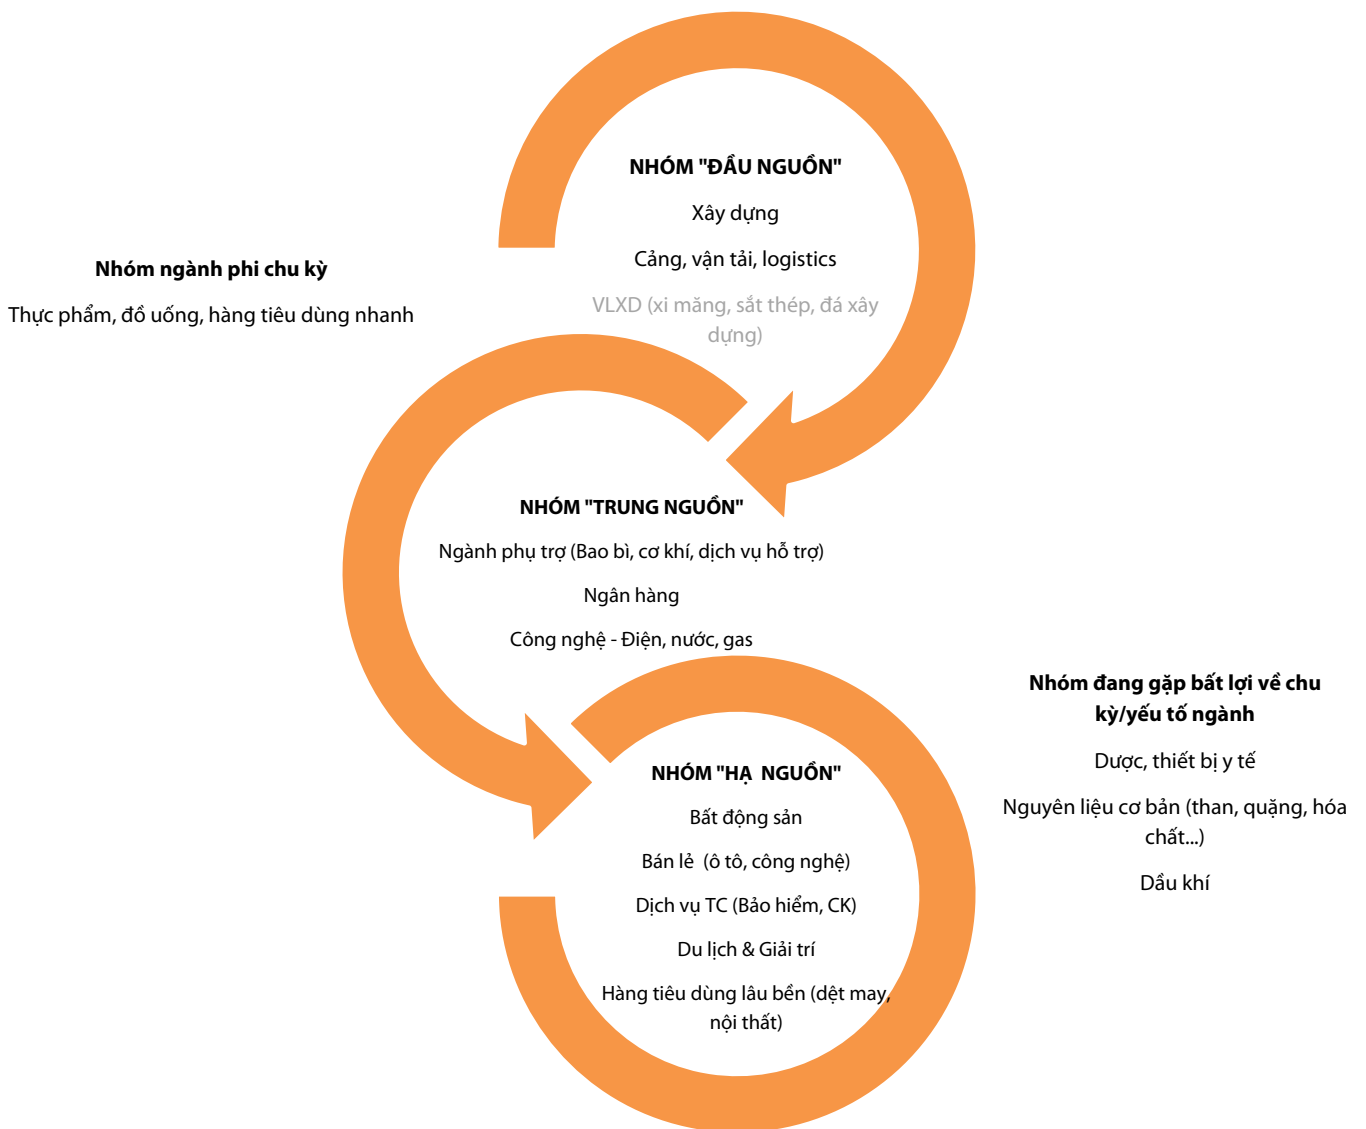 NHÓM "ĐẦU NGUỒN"
Xây dựng
Cảng, vận tải, logistics
VLXD (xi măng, sắt thép, đá xây
dựng)
Nhóm ngành phi chu kỳ
Thực phẩm, đồ uống, hàng tiêu dùng nhanh
NHÓM "TRUNG NGUỒN"
Ngành phụ trợ (Bao bì, cơ khí, dịch vụ hỗ trợ)
Ngân hàng
Công nghệ - Điện, nước, gas
NHÓM "HẠ NGUỒN"
Bất động sản
Bán lẻ (ô tô, công nghệ)
Dịch vụ TC (Bảo hiểm, CK)
Du lịch & Giải trí
Hàng tiêu dùng lâu bền (dệt may,
nội thất)
Nhóm đang gặp bất lợi về chu
kỳ/yếu tố ngành
Dược, thiết bị y tế
Nguyên liệu cơ bản (than, quặng, hóa
chất...)
Dầu khí